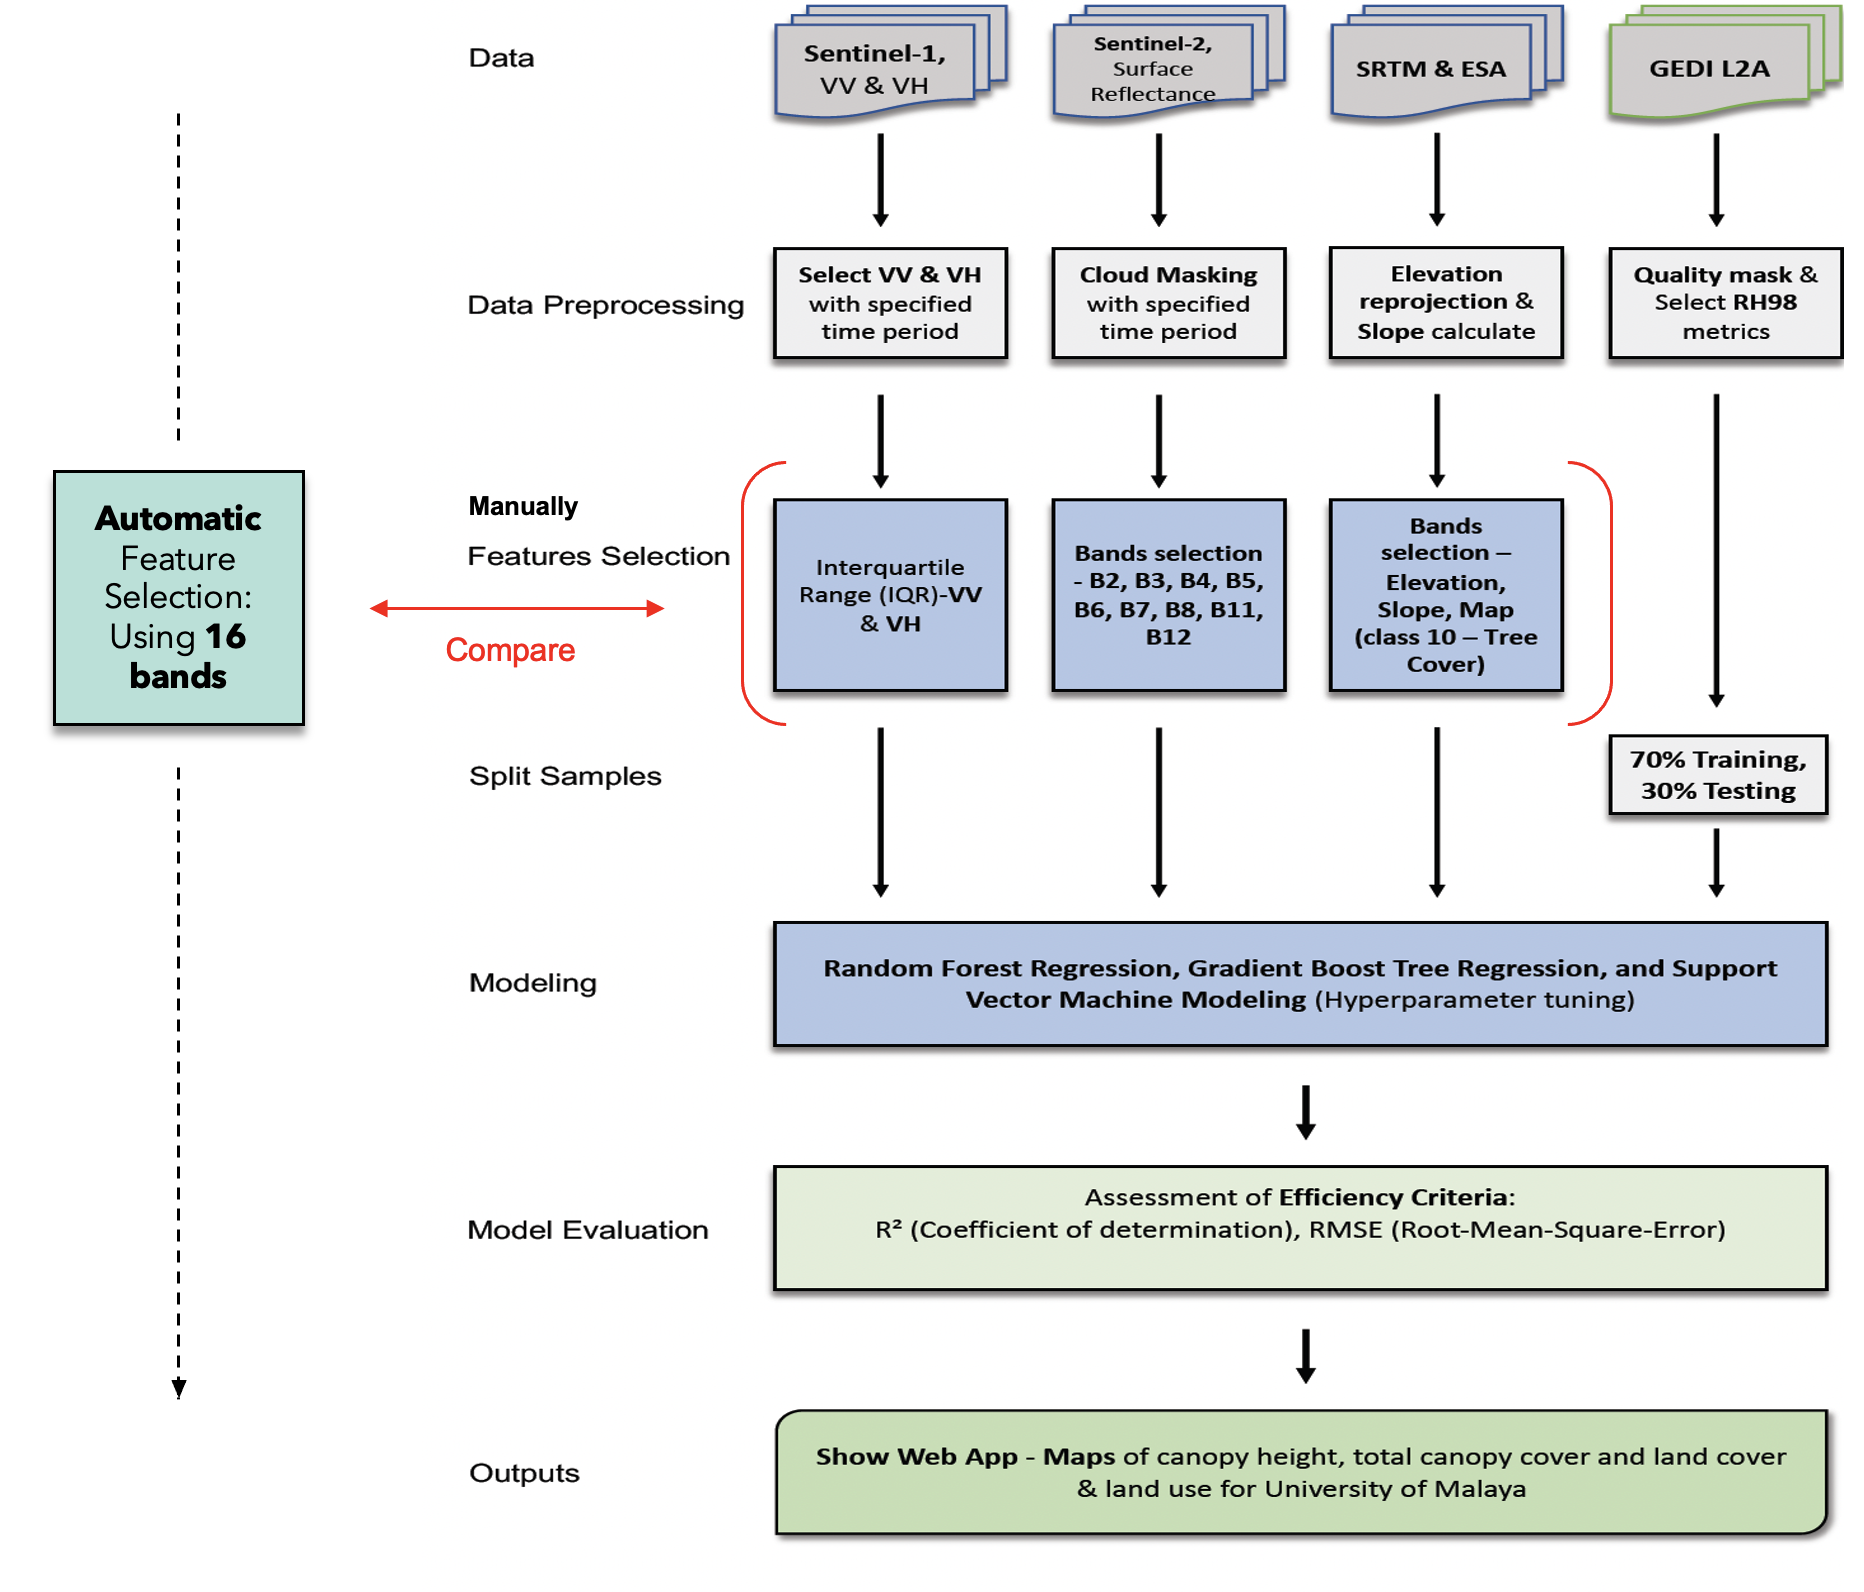 Data
Sentinel-1,
VV & VH
Sentinel-2,
Surface
Reflectance
SRTM & ESA
GEDI L2A
Data Preprocessing
Select VV & VH
with specified
time period
Cloud Masking
with specified
time period
Elevation
reprojection &
Slope calculate
Quality mask &
Select RH98
metrics
Automatic
Feature
Selection:
Using 16
bands
Compare
Manually
Features Selection
Interquartile
Range (IQR)-VV
& VH
Bands selection
- B2, B3, B4, B5,
B6, B7, B8, B11,
B12
Bands
selection –
Elevation,
Slope, Map
(class 10 – Tree
Cover)
Split Samples
70% Training,
30% Testing
Modeling
Random Forest Regression, Gradient Boost Tree Regression, and Support
Vector Machine Modeling (Hyperparameter tuning)
Model Evaluation
Assessment of Efficiency Criteria:
R² (Coefficient of determination), RMSE (Root-Mean-Square-Error)
Outputs
Show Web App - Maps of canopy height, total canopy cover and land cover
& land use for University of Malaya